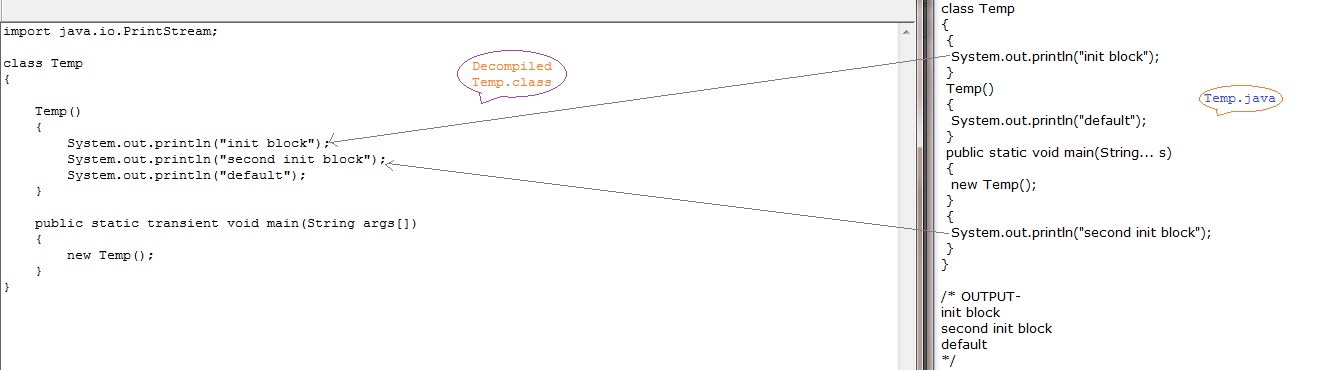 import java.io.PrintStream;
class Temp
{
Temp()
{
System.out.println("init block");
System.out.println("second init block");
System.out.println("default");
}
public static transient void main(String args[])
{
new Temp();
}
}
Decompiled
Temp.class
class Temp
{
{
System.out.println("init block");
}
Temp()
{
System.out.println("default");
}
public static void main(String... s)
{
new Temp();
}
{
System.out.println("second init block");
}
}
/* OUTPUT-
init block
second init block
default
*/
Temp.java